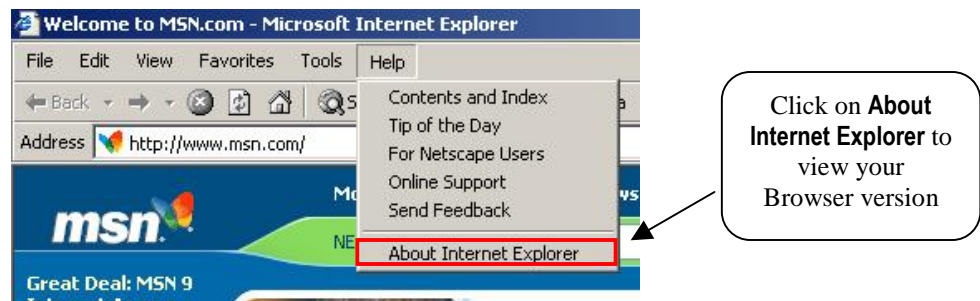 Welcome to MSN.com - Microsoft Internet Explorer
File Edit View Favorites Tools Help
Back
Contents and Index
Tip of the Day
For Netscape Users
Online Support
Send Feedback
About Internet Explorer
Address http://www.msn.com/
msn
Great Deal: MSN 9
Click on About
Internet Explorer to
view your
Browser version